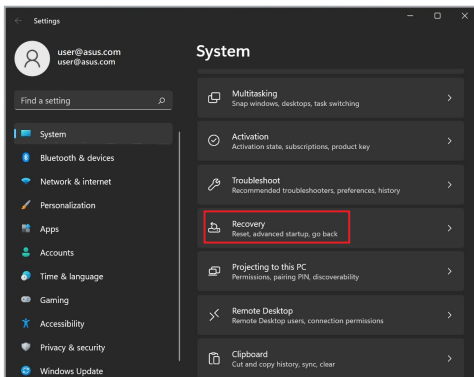 Settings
user@asus.com
user@asus.com
Find a setting
System
Bluetooth & devices
Network & internet
Personalization
Apps
Accounts
Time & language
Gaming
Accessibility
Privacy & security
Windows Update
System
Multitasking
Snap windows, desktops, task switching
Activation
Activation state, subscriptions, product key
Troubleshoot
Recommended troubleshooters, preferences, history
Recovery
Reset, advanced startup, go back
Projecting to this PC
Permissions, pairing PIN, discoverability
Remote Desktop
Remote Desktop users, connection permissions
Clipboard
Cut and copy history, sync, clear